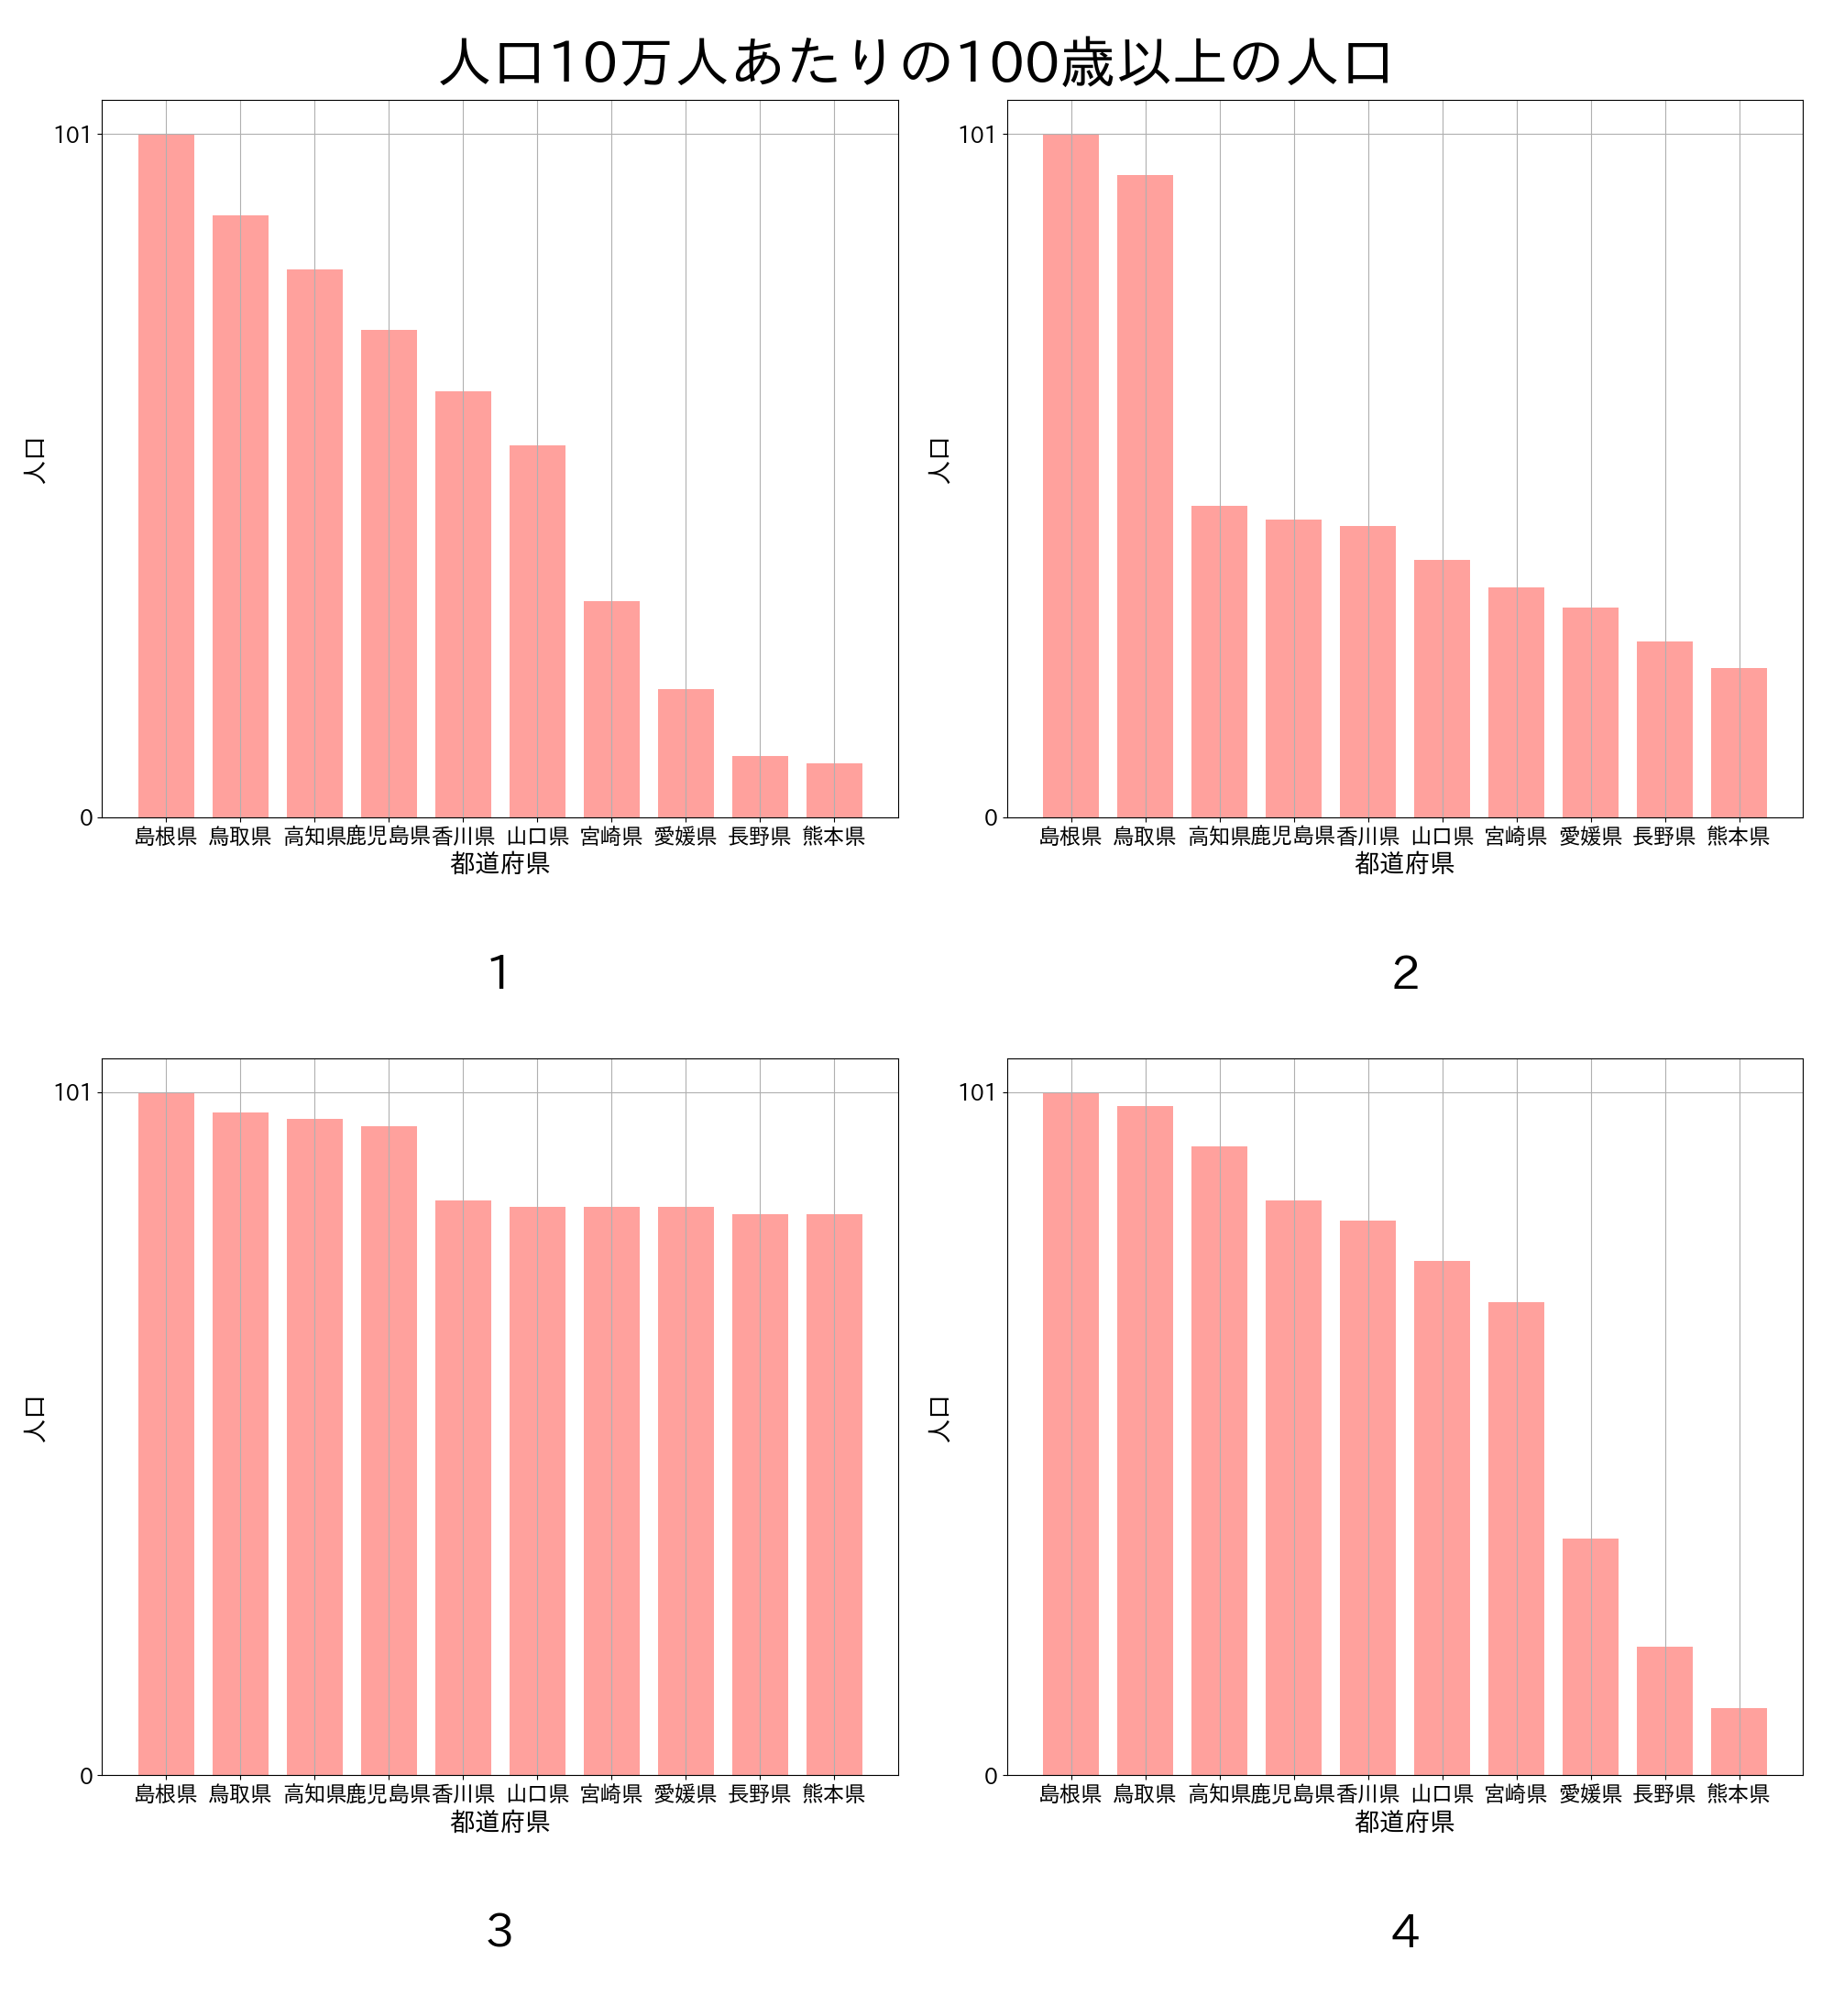 人口10万人あたりの100歳以上の人口
人口
101
0
島根県 鳥取県 高知県 鹿児島県 香川県 山口県 宮崎県 愛媛県 長野県 熊本県
都道府県
1
人口
101
0
島根県 鳥取県 高知県 鹿児島県 香川県 山口県 宮崎県 愛媛県 長野県 熊本県
都道府県
2
人口
101
0
島根県 鳥取県 高知県 鹿児島県 香川県 山口県 宮崎県 愛媛県 長野県 熊本県
都道府県
3
人口
101
0
島根県 鳥取県 高知県 鹿児島県 香川県 山口県 宮崎県 愛媛県 長野県 熊本県
都道府県
4